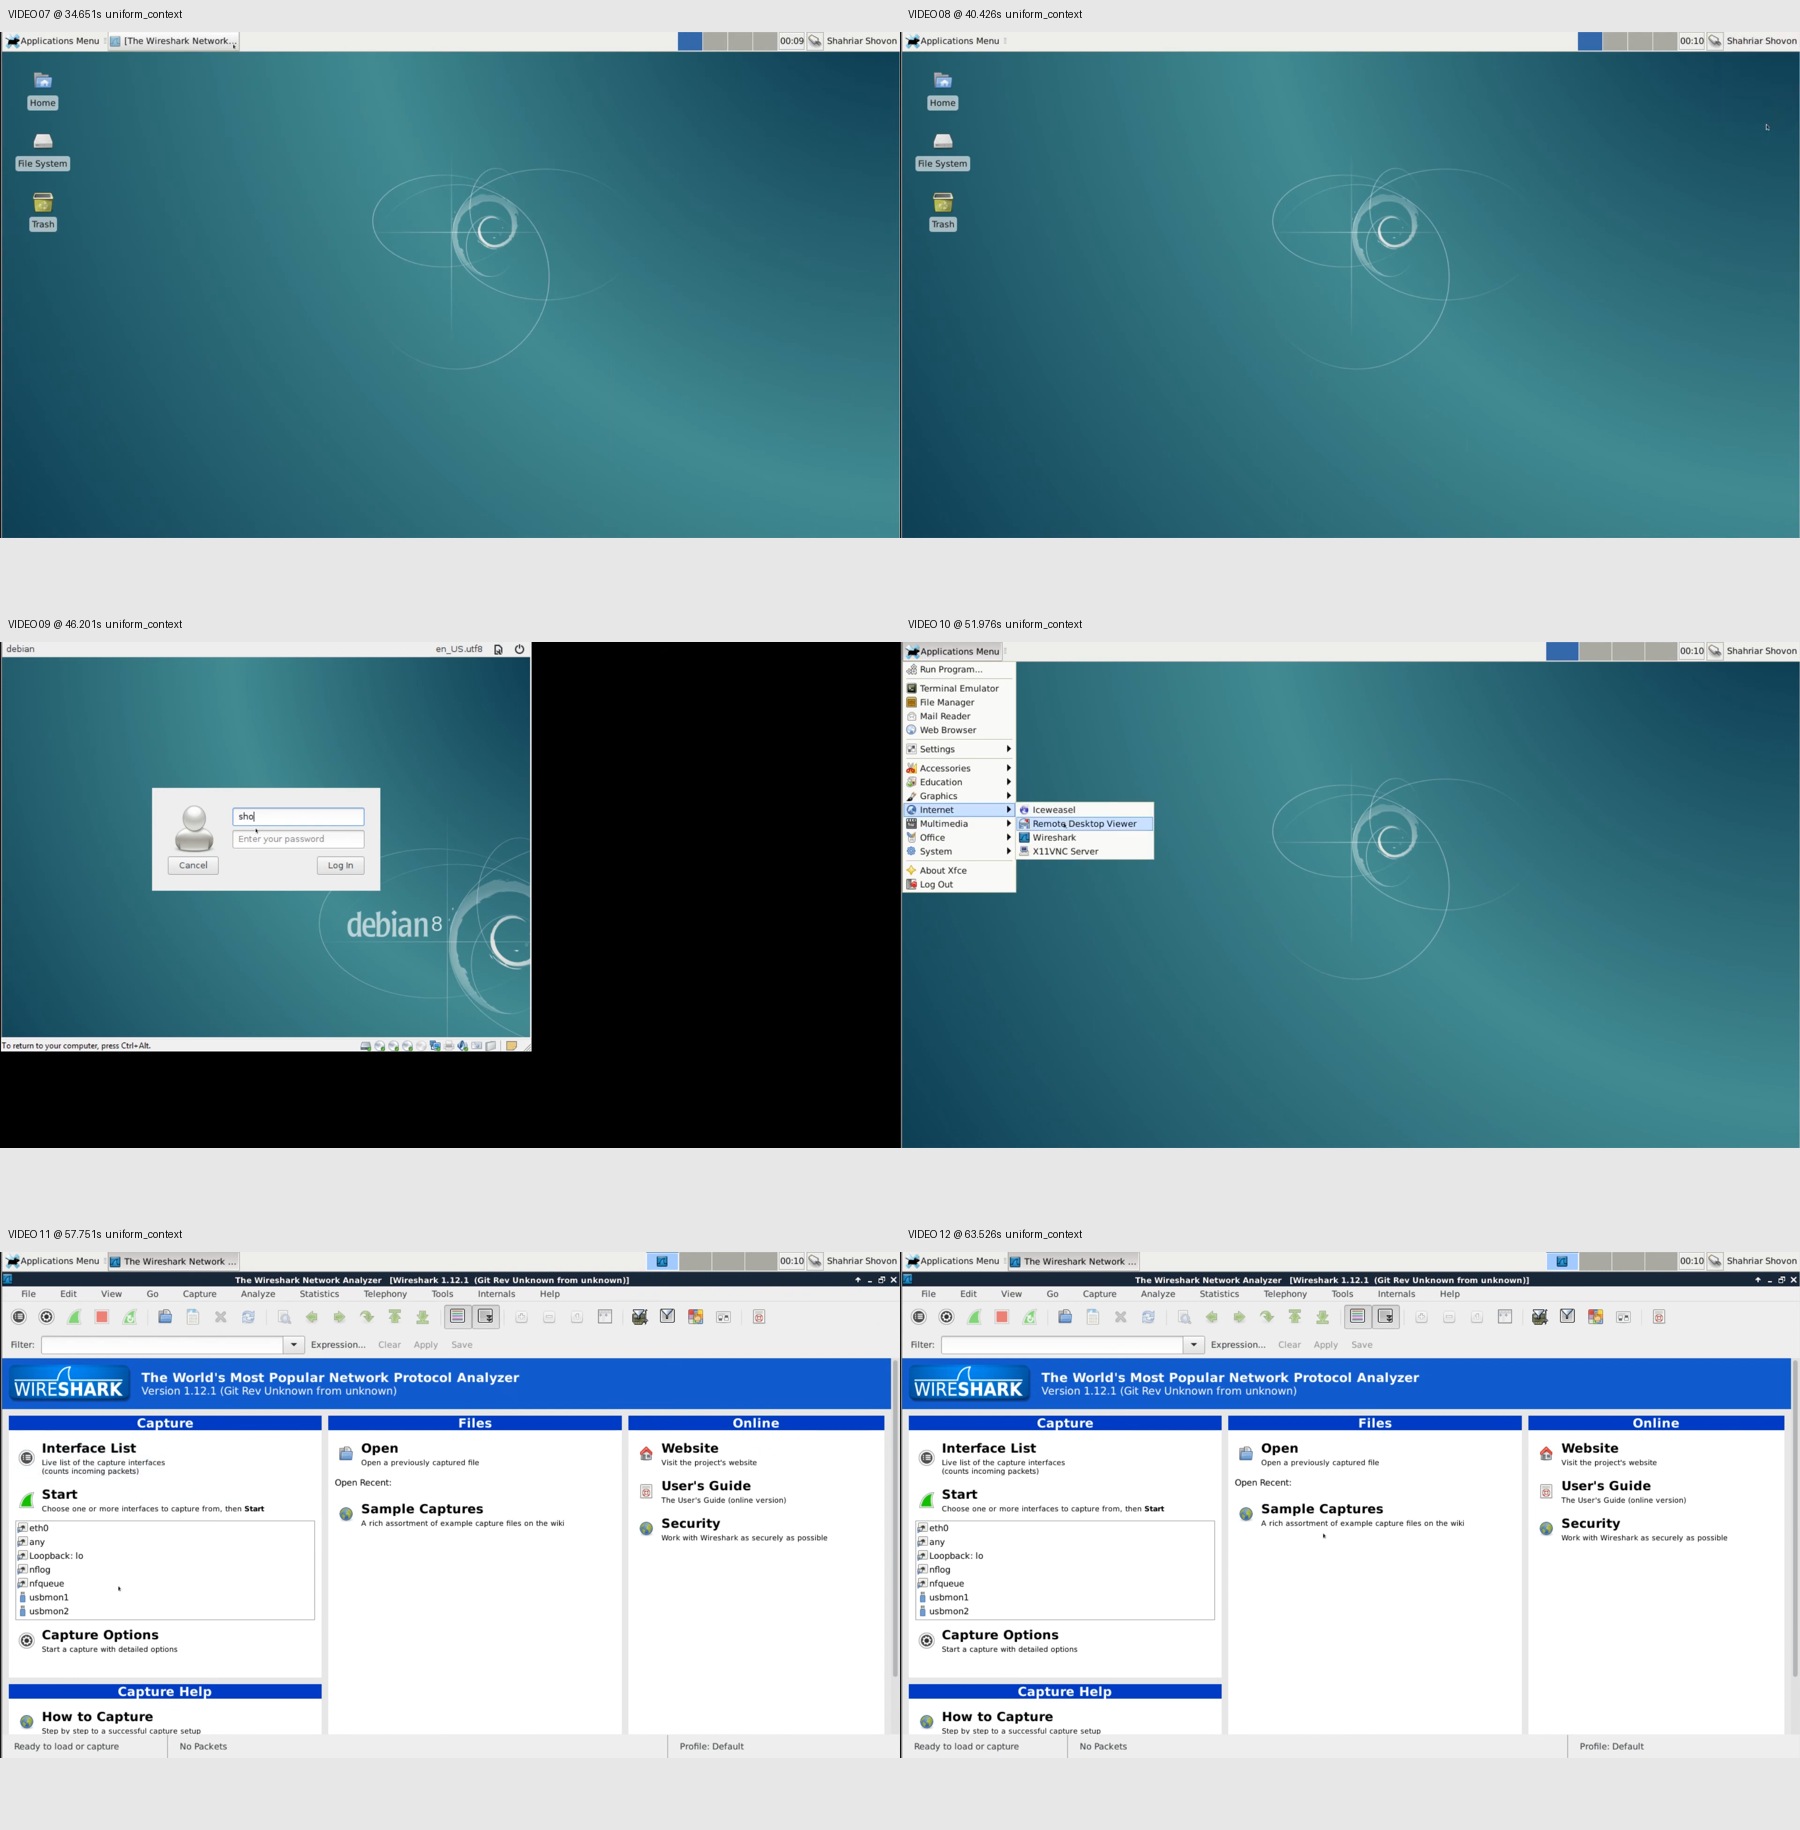 VIDEO 07 @ 34.651s uniform_context
Applications Menu
[The Wireshark Network...
00:09
Shahriar Shovon
Home
File System
Trash
VIDEO 08 @ 40.426s uniform_context
Applications Menu
00:10
Shahriar Shovon
Home
File System
Trash
VIDEO 09 @ 46.201s uniform_context
debian
en_US.utf8
sho
Enter your password
Cancel
Log In
debian 8
To return to your computer, press Ctrl+Alt.
VIDEO 10 @ 51.976s uniform_context
Applications Menu
00:10
Shahriar Shovon
Run Program...
Terminal Emulator
File Manager
Mail Reader
Web Browser
Settings
Accessories
Education
Graphics
Internet
Multimedia
Office
System
About Xfce
Log Out
Iceweasel
Remote Desktop Viewer
Wireshark
X11VNC Server
VIDEO 11 @ 57.751s uniform_context
Applications Menu
The Wireshark Network ...
00:10
Shahriar Shovon
The Wireshark Network Analyzer [Wireshark 1.12.1 (Git Rev Unknown from unknown)]
File Edit View Go Capture Analyze Statistics Telephony Tools Internals Help
Filter:
Expression... Clear Apply Save
WIRESHARK
The World's Most Popular Network Protocol Analyzer
Version 1.12.1 (Git Rev Unknown from unknown)
Capture
Interface List
Live list of the capture interfaces
(counts incoming packets)
Start
Choose one or more interfaces to capture from, then Start
eth0
any
Loopback: lo
nflog
nfqueue
usbmon1
usbmon2
Capture Options
Start a capture with detailed options
Capture Help
How to Capture
Step by step to a successful capture setup
Files
Open
Open a previously captured file
Open Recent:
Sample Captures
A rich assortment of example capture files on the wiki
Online
Website
Visit the project's website
User's Guide
The User's Guide (online version)
Security
Work with Wireshark as securely as possible
Ready to load or capture
No Packets
Profile: Default
VIDEO 12 @ 63.526s uniform_context
Applications Menu
The Wireshark Network ...
00:10
Shahriar Shovon
The Wireshark Network Analyzer [Wireshark 1.12.1 (Git Rev Unknown from unknown)]
File Edit View Go Capture Analyze Statistics Telephony Tools Internals Help
Filter:
Expression... Clear Apply Save
WIRESHARK
The World's Most Popular Network Protocol Analyzer
Version 1.12.1 (Git Rev Unknown from unknown)
Capture
Interface List
Live list of the capture interfaces
(counts incoming packets)
Start
Choose one or more interfaces to capture from, then Start
eth0
any
Loopback: lo
nflog
nfqueue
usbmon1
usbmon2
Capture Options
Start a capture with detailed options
Capture Help
How to Capture
Step by step to a successful capture setup
Files
Open
Open a previously captured file
Open Recent:
Sample Captures
A rich assortment of example capture files on the wiki
Online
Website
Visit the project's website
User's Guide
The User's Guide (online version)
Security
Work with Wireshark as securely as possible
Ready to load or capture
No Packets
Profile: Default